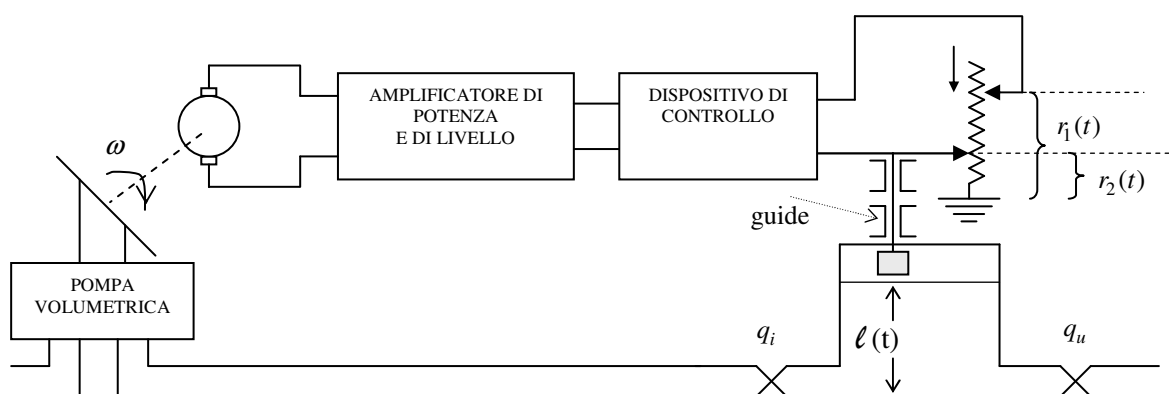 AMPLIFICATORE DI
POTENZA
E DI LIVELLO
DISPOSITIVO DI
CONTROLLO
r₁(t)
r₂(t)
ω
guide
POMPA
VOLUMETRICA
qᵢ
ℓ(t)
qᵤ